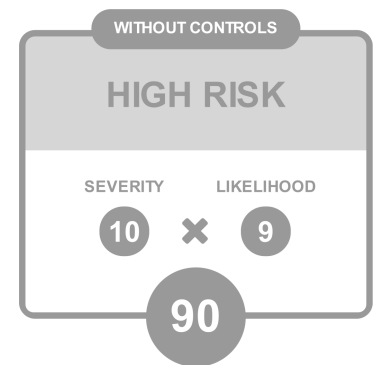 WITHOUT CONTROLS
HIGH RISK
SEVERITY LIKELIHOOD
10 × 9
90